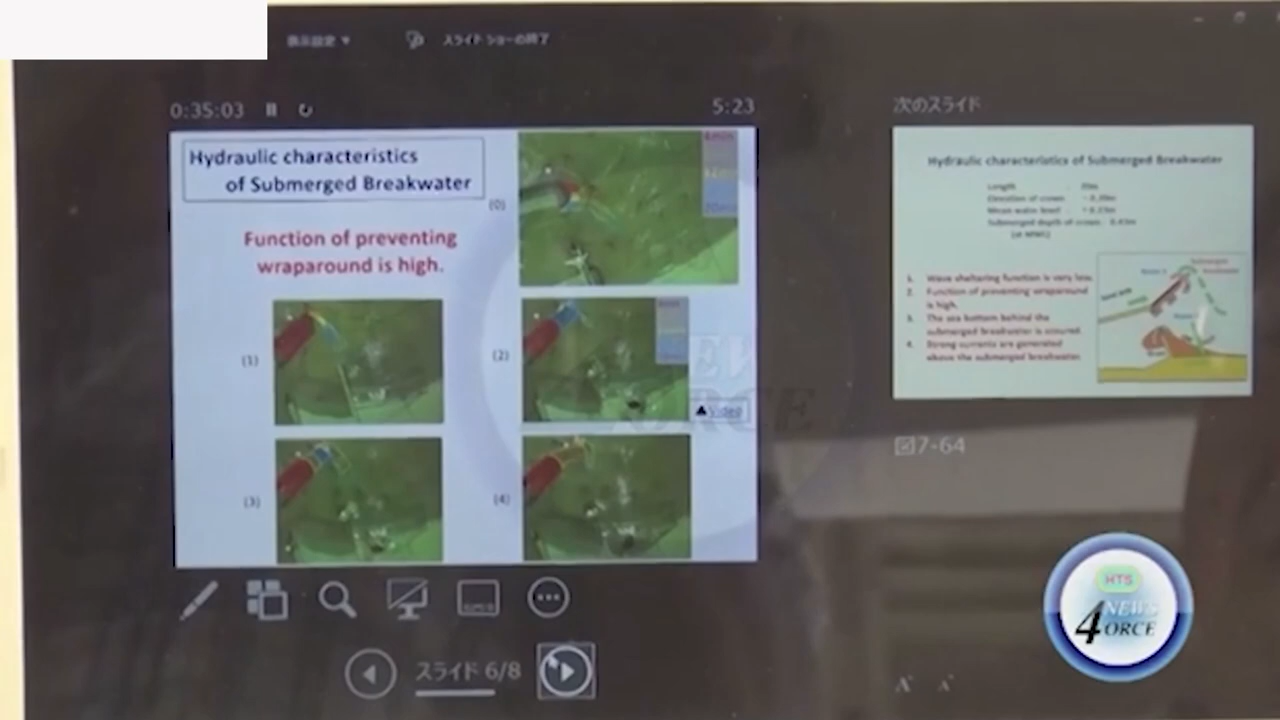 表示設定 ▼
スライド ショーの終了
0:35:03
5:23
次のスライド
Hydraulic characteristics
of Submerged Breakwater
(0)
Function of preventing
wraparound is high.
(1)
(2)
▲Video
(3)
(4)
Hydraulic characteristics of Submerged Breakwater
Length
Mean water level
Submerged depth of crown
1. Wave sheltering function is very low.
2. Function of preventing wraparound
is high.
3. The sea bottom behind the
submerged breakwater is scoured.
4. Strong currents are generated
above the submerged breakwater.
図7-64
スライド 6/8
HTS
NEWS
4ORCE